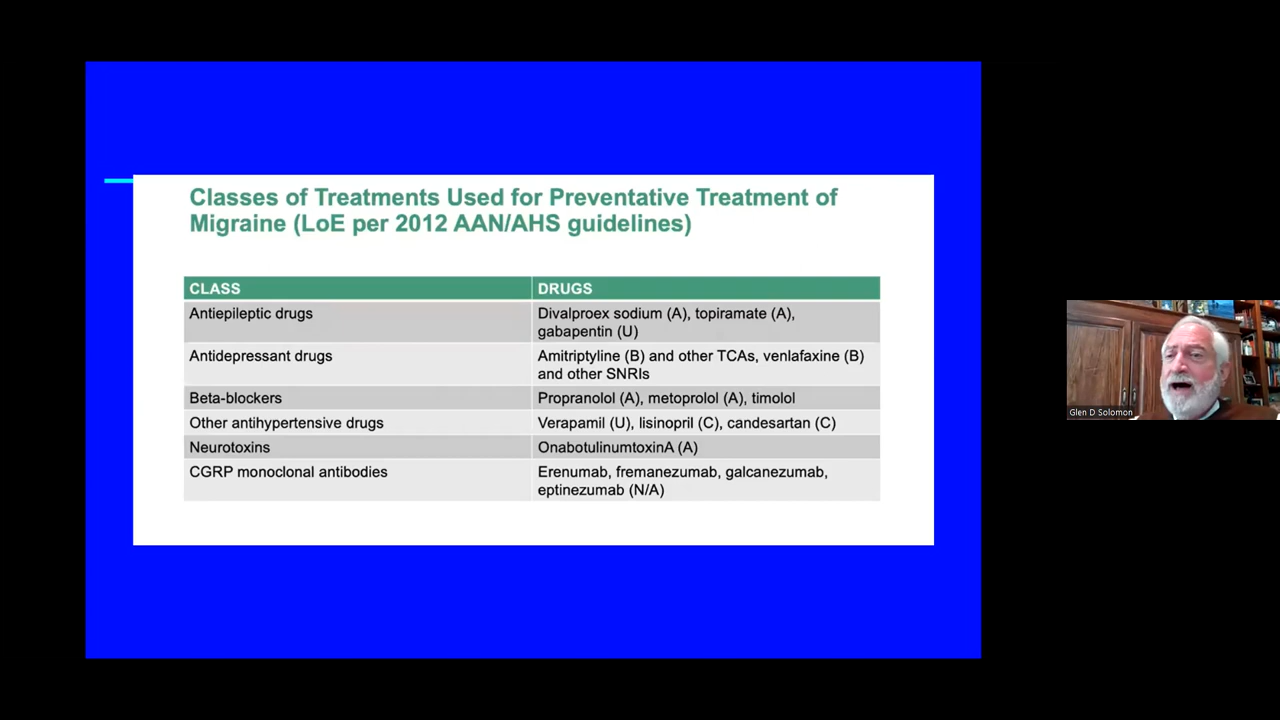 Classes of Treatments Used for Preventative Treatment of
Migraine (LoE per 2012 AAN/AHS guidelines)
CLASS DRUGS
Antiepileptic drugs Divalproex sodium (A), topiramate (A),
gabapentin (U)
Antidepressant drugs Amitriptyline (B) and other TCAs, venlafaxine (B)
and other SNRIs
Beta-blockers Propranolol (A), metoprolol (A), timolol
Other antihypertensive drugs Verapamil (U), lisinopril (C), candesartan (C)
Neurotoxins OnabotulinumtoxinA (A)
CGRP monoclonal antibodies Erenumab, fremanezumab, galcanezumab,
eptinezumab (N/A)
Glen D Solomon